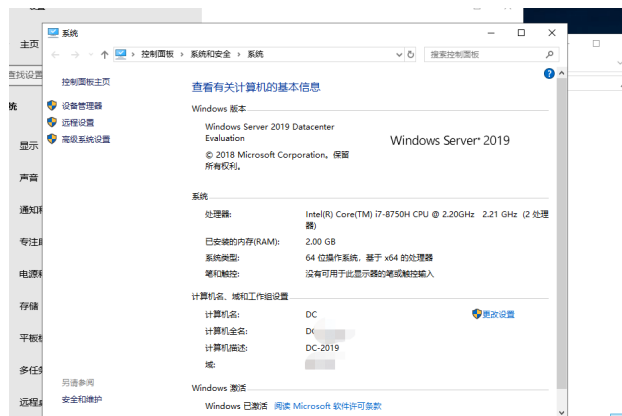 系统
主页
控制面板 › 系统和安全 › 系统
搜索控制面板
查找设置
控制面板主页
设备管理器
远程设置
高级系统设置
显示
声音
通知
专注
电源
存储
平板
多任
远程
查看有关计算机的基本信息
Windows 版本
Windows Server 2019 Datacenter
Evaluation
© 2018 Microsoft Corporation。保留
所有权利。
Windows Server 2019
系统
处理器: Intel(R) Core(TM) i7-8750H CPU @ 2.20GHz 2.21 GHz (2 处理
器)
已安装的内存(RAM): 2.00 GB
系统类型: 64 位操作系统, 基于 x64 的处理器
笔和触控: 没有可用于此显示器的笔或触控输入
计算机名、域和工作组设置
计算机名: DC
更改设置
计算机全名:
计算机描述: DC-2019
域:
Windows 激活
Windows 已激活 阅读 Microsoft 软件许可条款
另请参阅
安全和维护